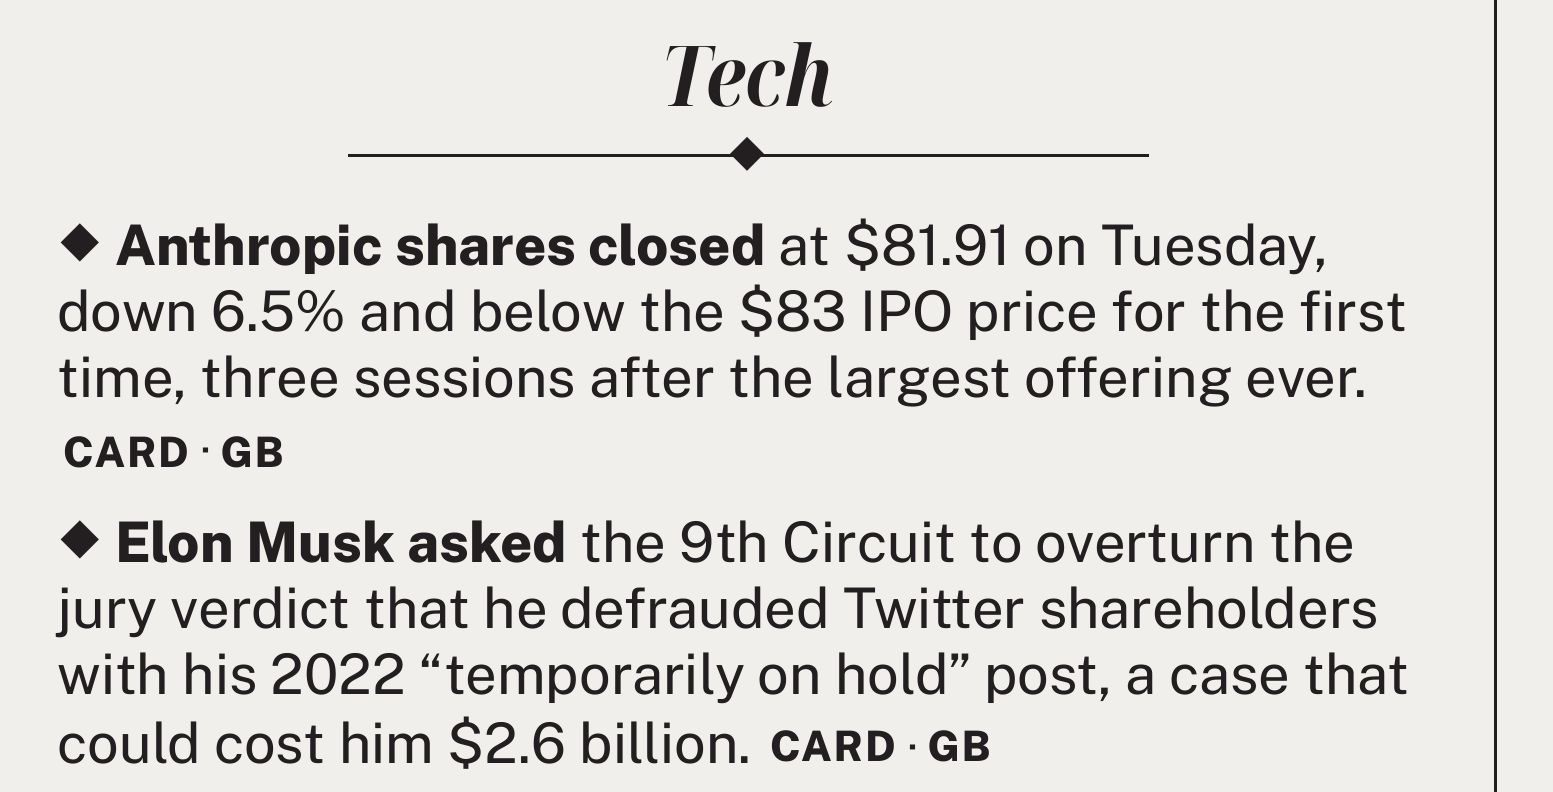 Tech
◆ Anthropic shares closed at $81.91 on Tuesday,
down 6.5% and below the $83 IPO price for the first
time, three sessions after the largest offering ever.
CARD · GB
◆ Elon Musk asked the 9th Circuit to overturn the
jury verdict that he defrauded Twitter shareholders
with his 2022 “temporarily on hold” post, a case that
could cost him $2.6 billion. CARD · GB